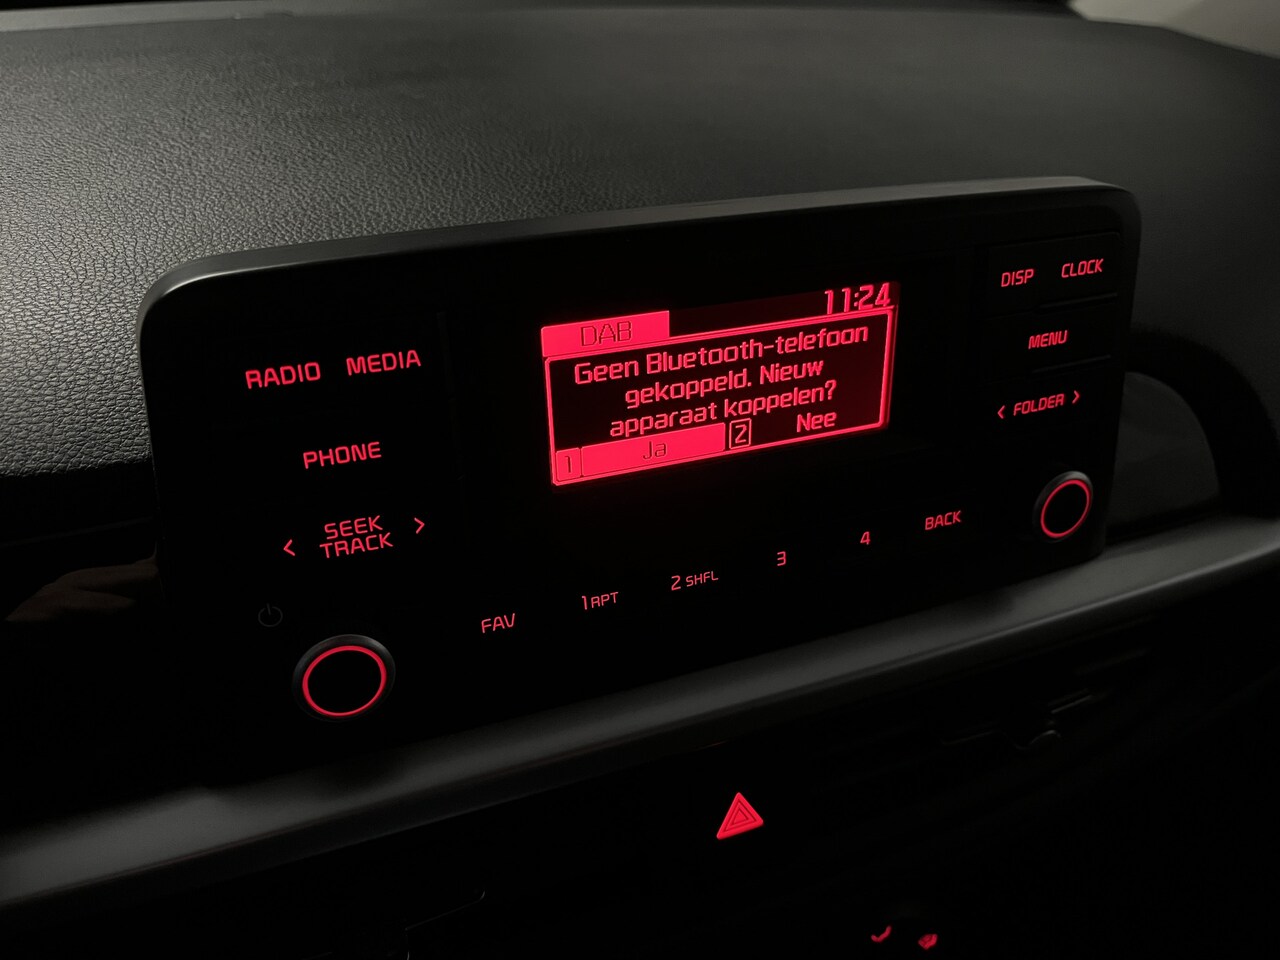 DAB
11:24
Geen Bluetooth-telefoon
gekoppeld. Nieuw
apparaat koppelen?
1 Ja 2 Nee
RADIO MEDIA
PHONE
< SEEK >
TRACK
FAV
1 RPT
2 SHFL
3
4
BACK
DISP CLOCK
MENU
< FOLDER >